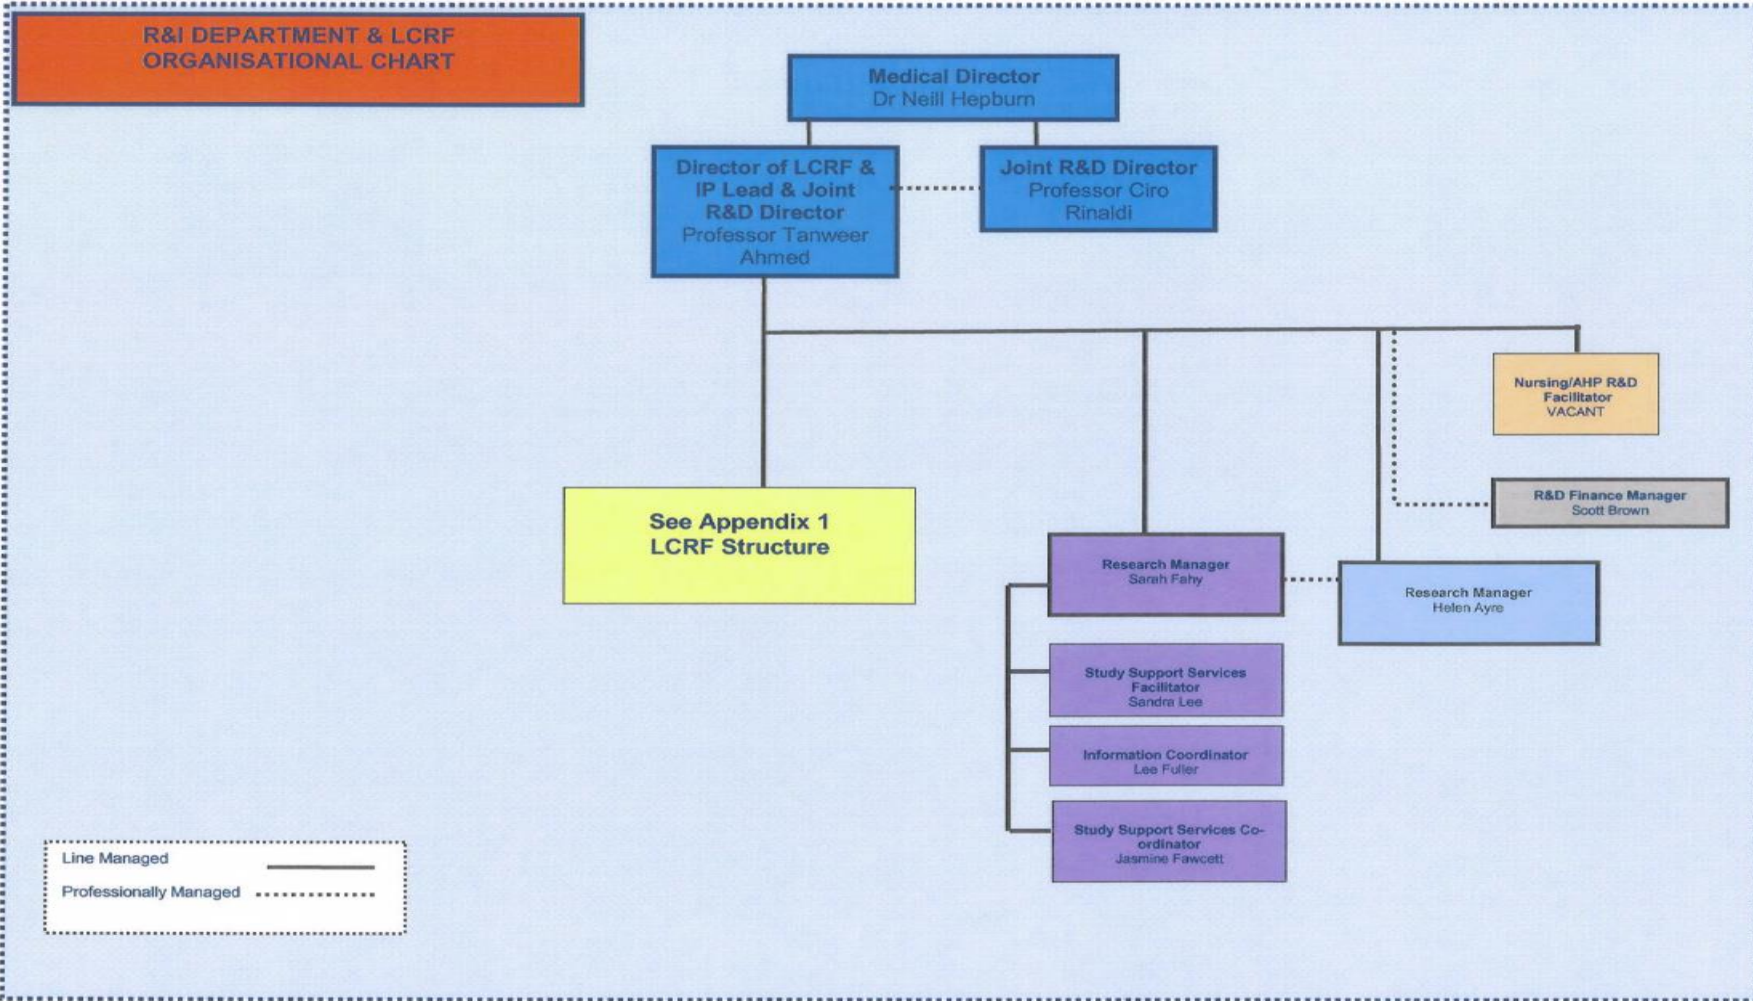 R&I DEPARTMENT & LCRF
ORGANISATIONAL CHART
Medical Director
Dr Neill Hepburn
Director of LCRF &
IP Lead & Joint
R&D Director
Professor Tanweer
Ahmed
Joint R&D Director
Professor Ciro
Rinaldi
Nursing/AHP R&D
Facilitator
VACANT
R&D Finance Manager
Scott Brown
See Appendix 1
LCRF Structure
Research Manager
Sarah Fahy
Research Manager
Helen Ayre
Study Support Services
Facilitator
Sandra Lee
Information Coordinator
Lee Fuller
Study Support Services Co-
ordinator
Jasmine Fawcett
Line Managed
Professionally Managed